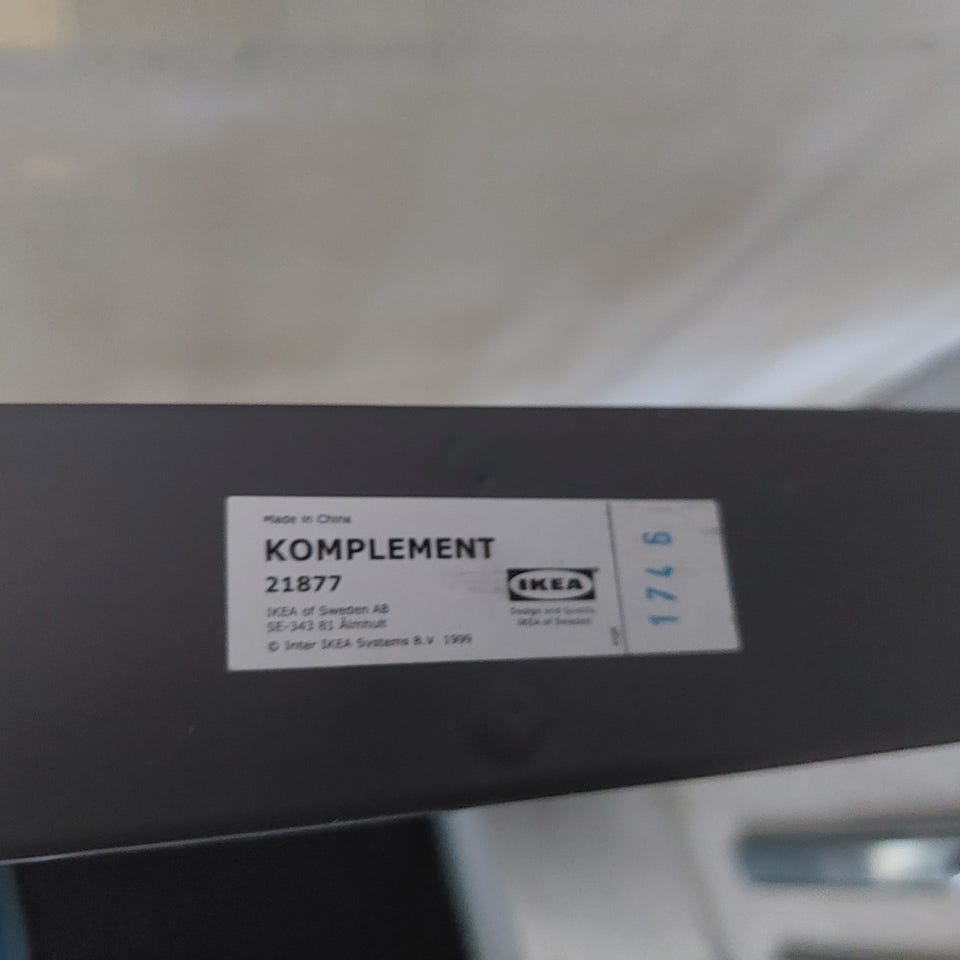 Made in China
KOMPLEMENT
21877
IKEA of Sweden AB
SE-343 81 Älmhult
© Inter IKEA Systems B.V 1999
IKEA
Design and Quality
IKEA of Sweden
1746